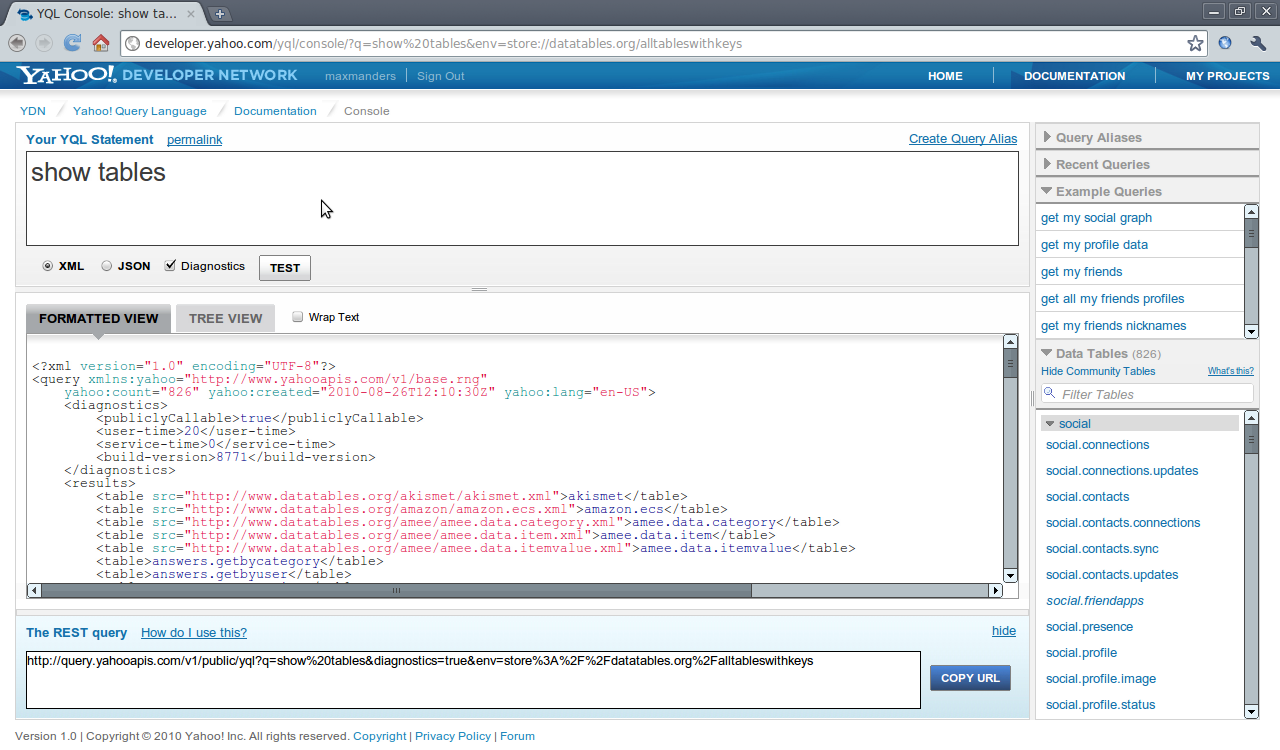 YQL Console: show ta...
developer.yahoo.com/yql/console/?q=show%20tables&env=store://datatables.org/alltableswithkeys
YAHOO! DEVELOPER NETWORK
maxmanders | Sign Out
HOME
DOCUMENTATION
MY PROJECTS
YDN
Yahoo! Query Language
Documentation
Console
Your YQL Statement permalink
Create Query Alias
show tables
XML
JSON
Diagnostics
TEST
FORMATTED VIEW
TREE VIEW
Wrap Text
<?xml version="1.0" encoding="UTF-8"?>
<query xmlns:yahoo="http://www.yahooapis.com/v1/base.rng"
yahoo:count="826" yahoo:created="2010-08-26T12:10:30Z" yahoo:lang="en-US">
<diagnostics>
<publiclyCallable>true</publiclyCallable>
<user-time>20</user-time>
<service-time>0</service-time>
<build-version>8771</build-version>
</diagnostics>
<results>
<table src="http://www.datatables.org/akismet/akismet.xml">akismet</table>
<table src="http://www.datatables.org/amazon/amazon.ecs.xml">amazon.ecs</table>
<table src="http://www.datatables.org/amee/amee.data.category.xml">amee.data.category</table>
<table src="http://www.datatables.org/amee/amee.data.item.xml">amee.data.item</table>
<table src="http://www.datatables.org/amee/amee.data.itemvalue.xml">amee.data.itemvalue</table>
<table>answers.getbycategory</table>
<table>answers.getbyuser</table>
The REST query How do I use this?
hide
http://query.yahooapis.com/v1/public/yql?q=show%20tables&diagnostics=true&env=store%3A%2F%2Fdatatables.org%2Falltableswithkeys
COPY URL
Query Aliases
Recent Queries
Example Queries
get my social graph
get my profile data
get my friends
get all my friends profiles
get my friends nicknames
Data Tables (826)
Hide Community Tables
What's this?
Filter Tables
social
social.connections
social.connections.updates
social.contacts
social.contacts.connections
social.contacts.sync
social.contacts.updates
social.friendapps
social.presence
social.profile
social.profile.image
social.profile.status
Version 1.0 | Copyright © 2010 Yahoo! Inc. All rights reserved. Copyright | Privacy Policy | Forum